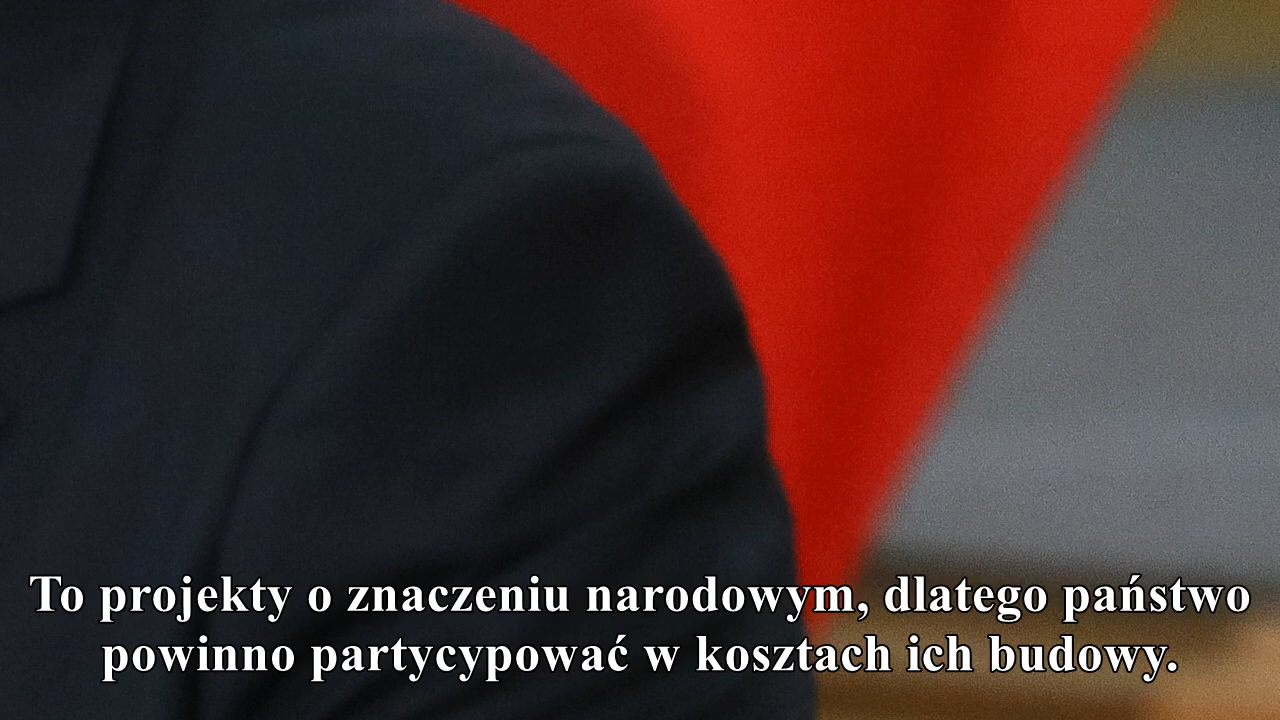 To projekty o znaczeniu narodowym, dlatego państwo
powinno partycypować w kosztach ich budowy.